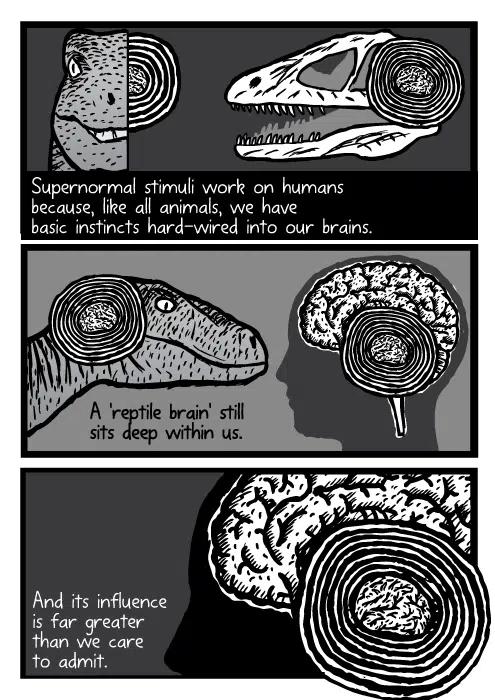 Supernormal stimuli work on humans
because, like all animals, we have
basic instincts hard-wired into our brains.
A 'reptile brain' still
sits deep within us.
And its influence
is far greater
than we care
to admit.